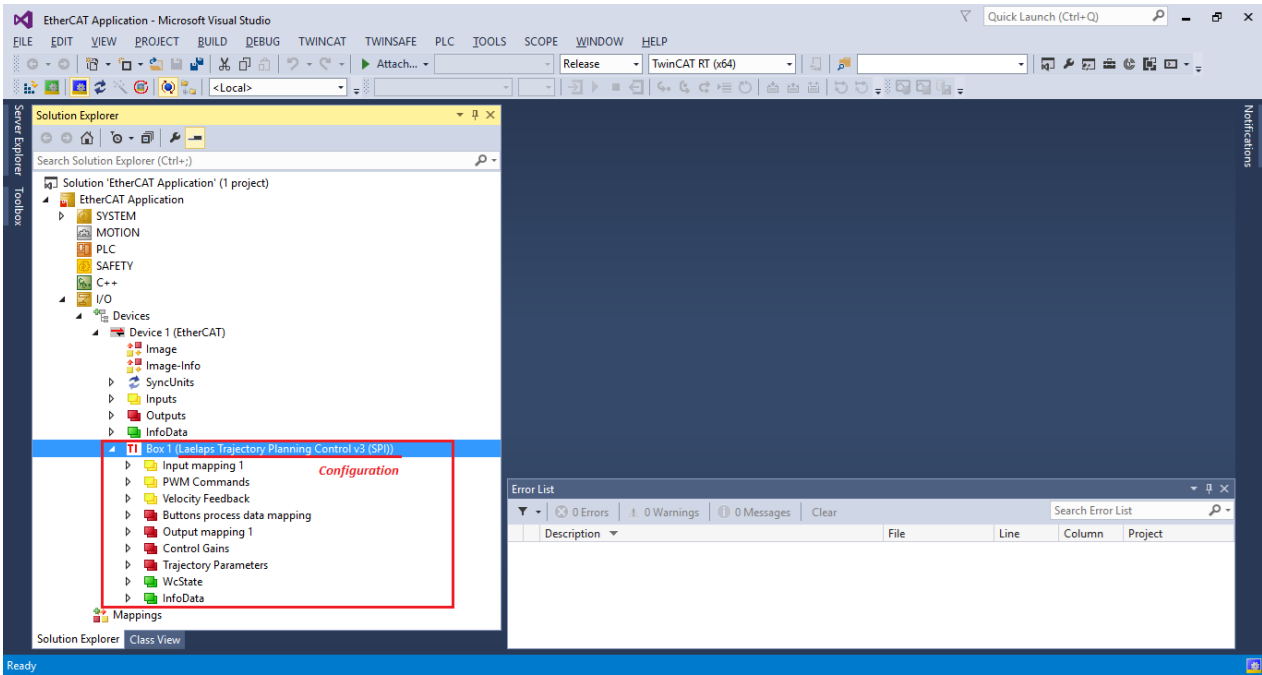 EtherCAT Application - Microsoft Visual Studio
Quick Launch (Ctrl+Q)
FILE EDIT VIEW PROJECT BUILD DEBUG TWINCAT TWINSAFE PLC TOOLS SCOPE WINDOW HELP
Attach... Release TwinCAT RT (x64)
<Local>
Server Explorer
Toolbox
Solution Explorer
Search Solution Explorer (Ctrl+;)
Solution 'EtherCAT Application' (1 project)
EtherCAT Application
SYSTEM
MOTION
PLC
SAFETY
C++
I/O
Devices
Device 1 (EtherCAT)
Image
Image-Info
SyncUnits
Inputs
Outputs
InfoData
TI Box 1 (Laelaps Trajectory Planning Control v3 (SPI))
Configuration
Input mapping 1
PWM Commands
Velocity Feedback
Buttons process data mapping
Output mapping 1
Control Gains
Trajectory Parameters
WcState
InfoData
Mappings
Solution Explorer Class View
Error List
0 Errors 0 Warnings 0 Messages Clear
Search Error List
Description File Line Column Project
Notifications
Ready